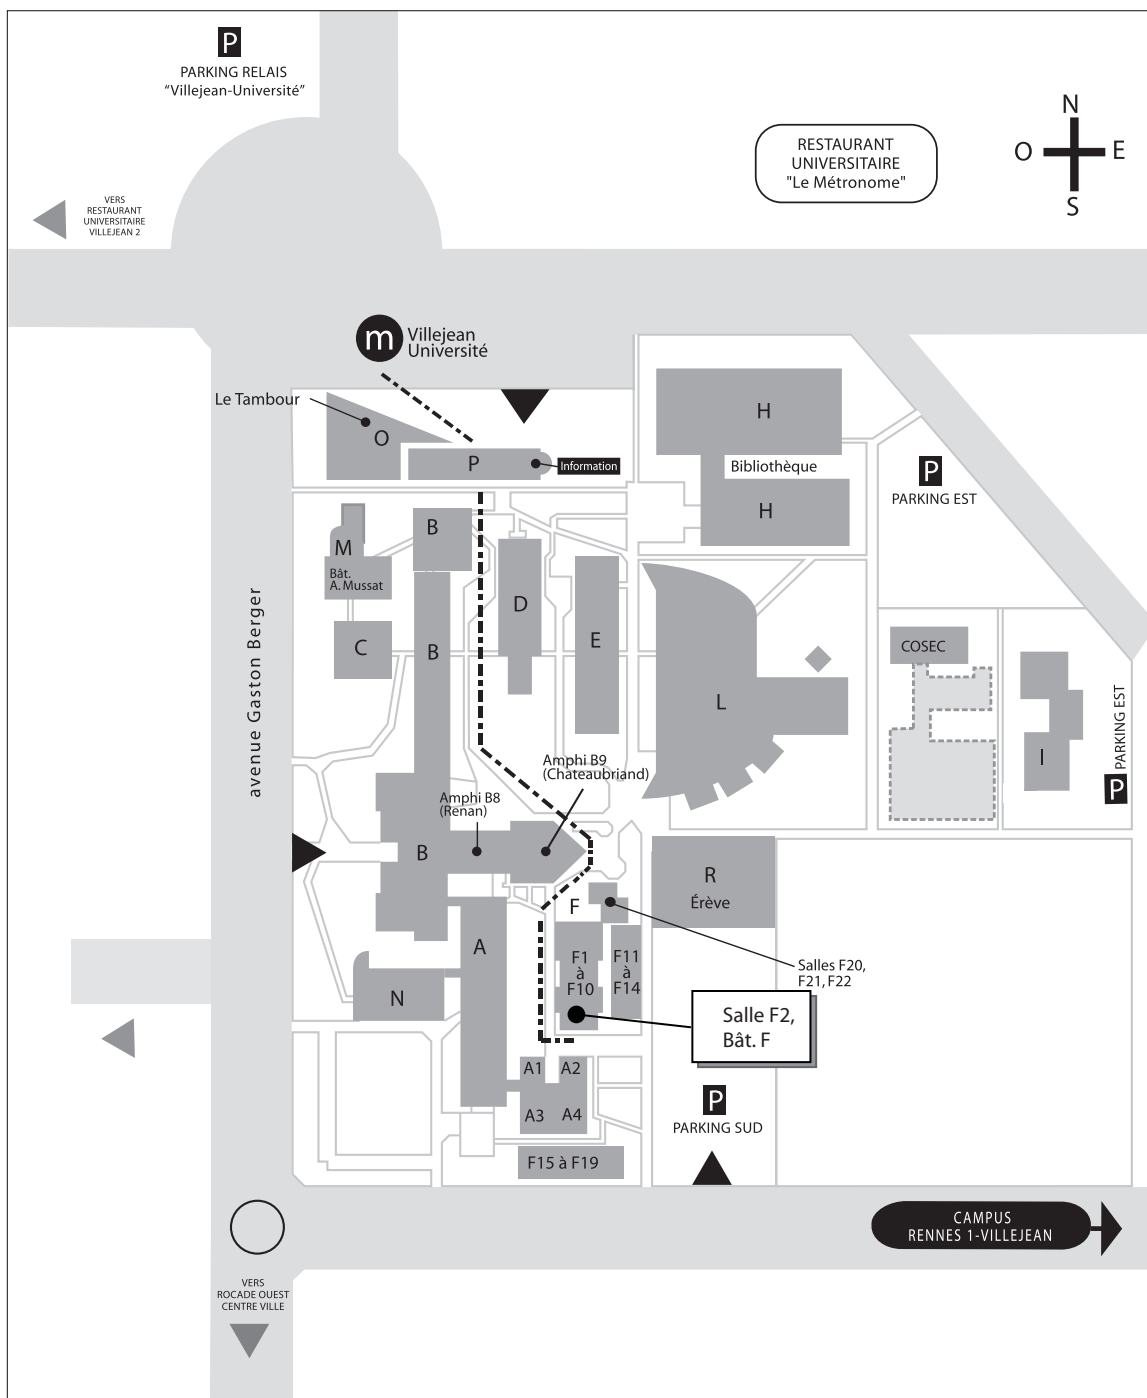 P
PARKING RELAIS
“Villejean-Université”
RESTAURANT
UNIVERSITAIRE
"Le Métronome"
N
O
E
S
VERS
RESTAURANT
UNIVERSITAIRE
VILLEJEAN 2
m
Villejean
Université
Le Tambour
O
P
Information
H
Bibliothèque
H
P
PARKING EST
M
Bât.
A. Mussat
B
D
E
C
B
L
COSEC
I
PARKING EST
P
avenue Gaston Berger
Amphi B9
(Chateaubriand)
Amphi B8
(Renan)
B
R
Érève
F
A
F1
à
F10
F11
à
F14
Salles F20,
F21, F22
N
Salle F2,
Bât. F
A1
A2
A3
A4
P
PARKING SUD
F15 à F19
CAMPUS
RENNES 1-VILLEJEAN
VERS
ROCADE OUEST
CENTRE VILLE